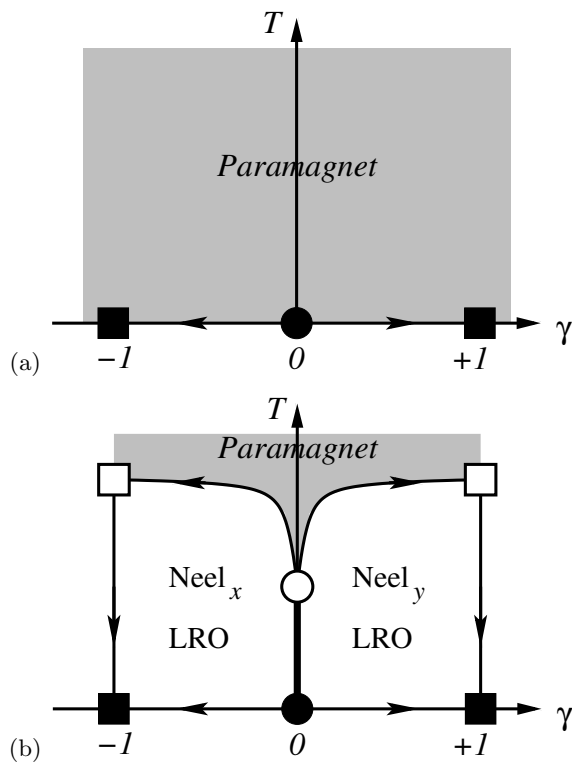 T
Paramagnet
γ
(a)
−1
0
+1
T
Paramagnet
Neel x
Neel y
LRO
LRO
γ
(b)
−1
0
+1